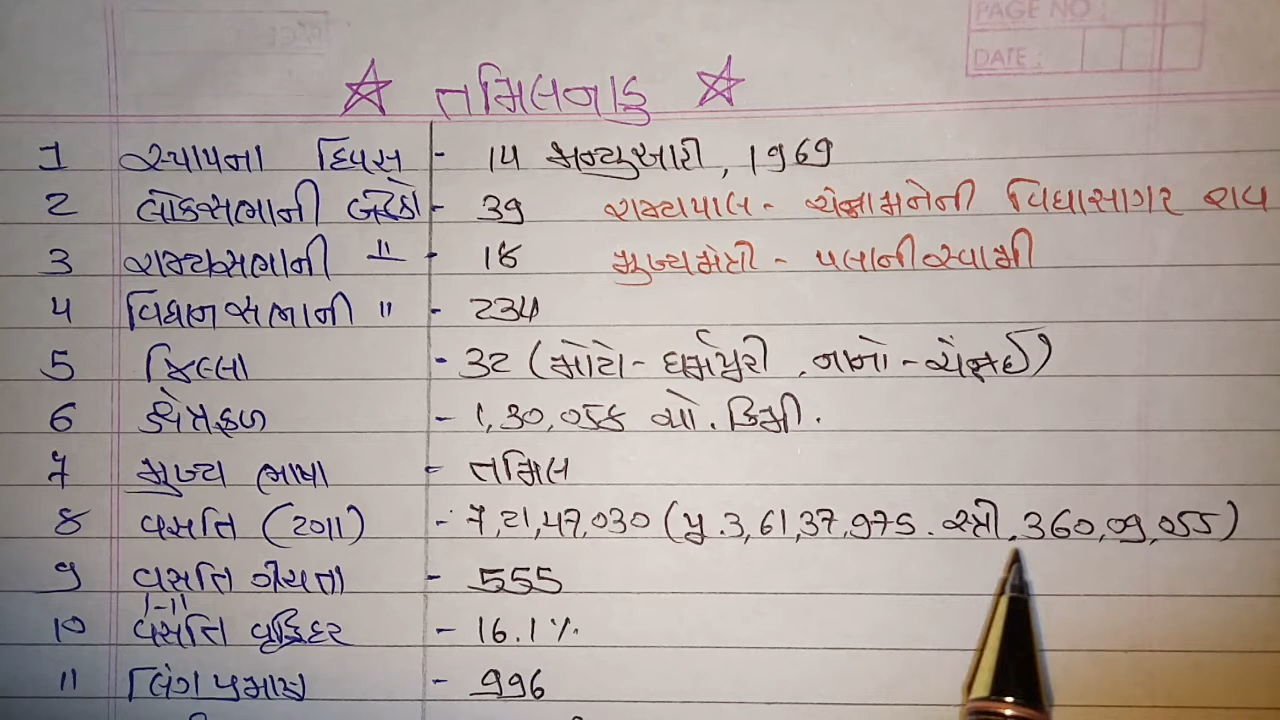 PAGE NO :
DATE :
☆ તમિલનાડુ ☆
1 સ્થાપના દિવસ - 14 જાન્યુઆરી, 1969
2 લોકસભાની બેઠકો - 39 રાજ્યપાલ - ચેન્નામનેની વિદ્યાસાગર રાવ
3 રાજ્યસભાની 〃 - 18 મુખ્યમંત્રી - પલાનીસ્વામી
4 વિધાનસભાની 〃 - 234
5 જિલ્લા - 32 (મોટો - ધર્મપુરી, નાનો - ચેન્નઈ)
6 ક્ષેત્રફળ - 1,30,058 ચો. કિમી.
7 મુખ્ય ભાષા - તમિલ
8 વસતિ (2011) - 7,21,47,030 (પુ. 3,61,37,975. સ્ત્રી, 360,09,055)
9 વસતિ ગીચતા - 555
1-11
10 વસતિ વૃદ્ધિદર - 16.1%
11 લિંગ પ્રમાણ - 996